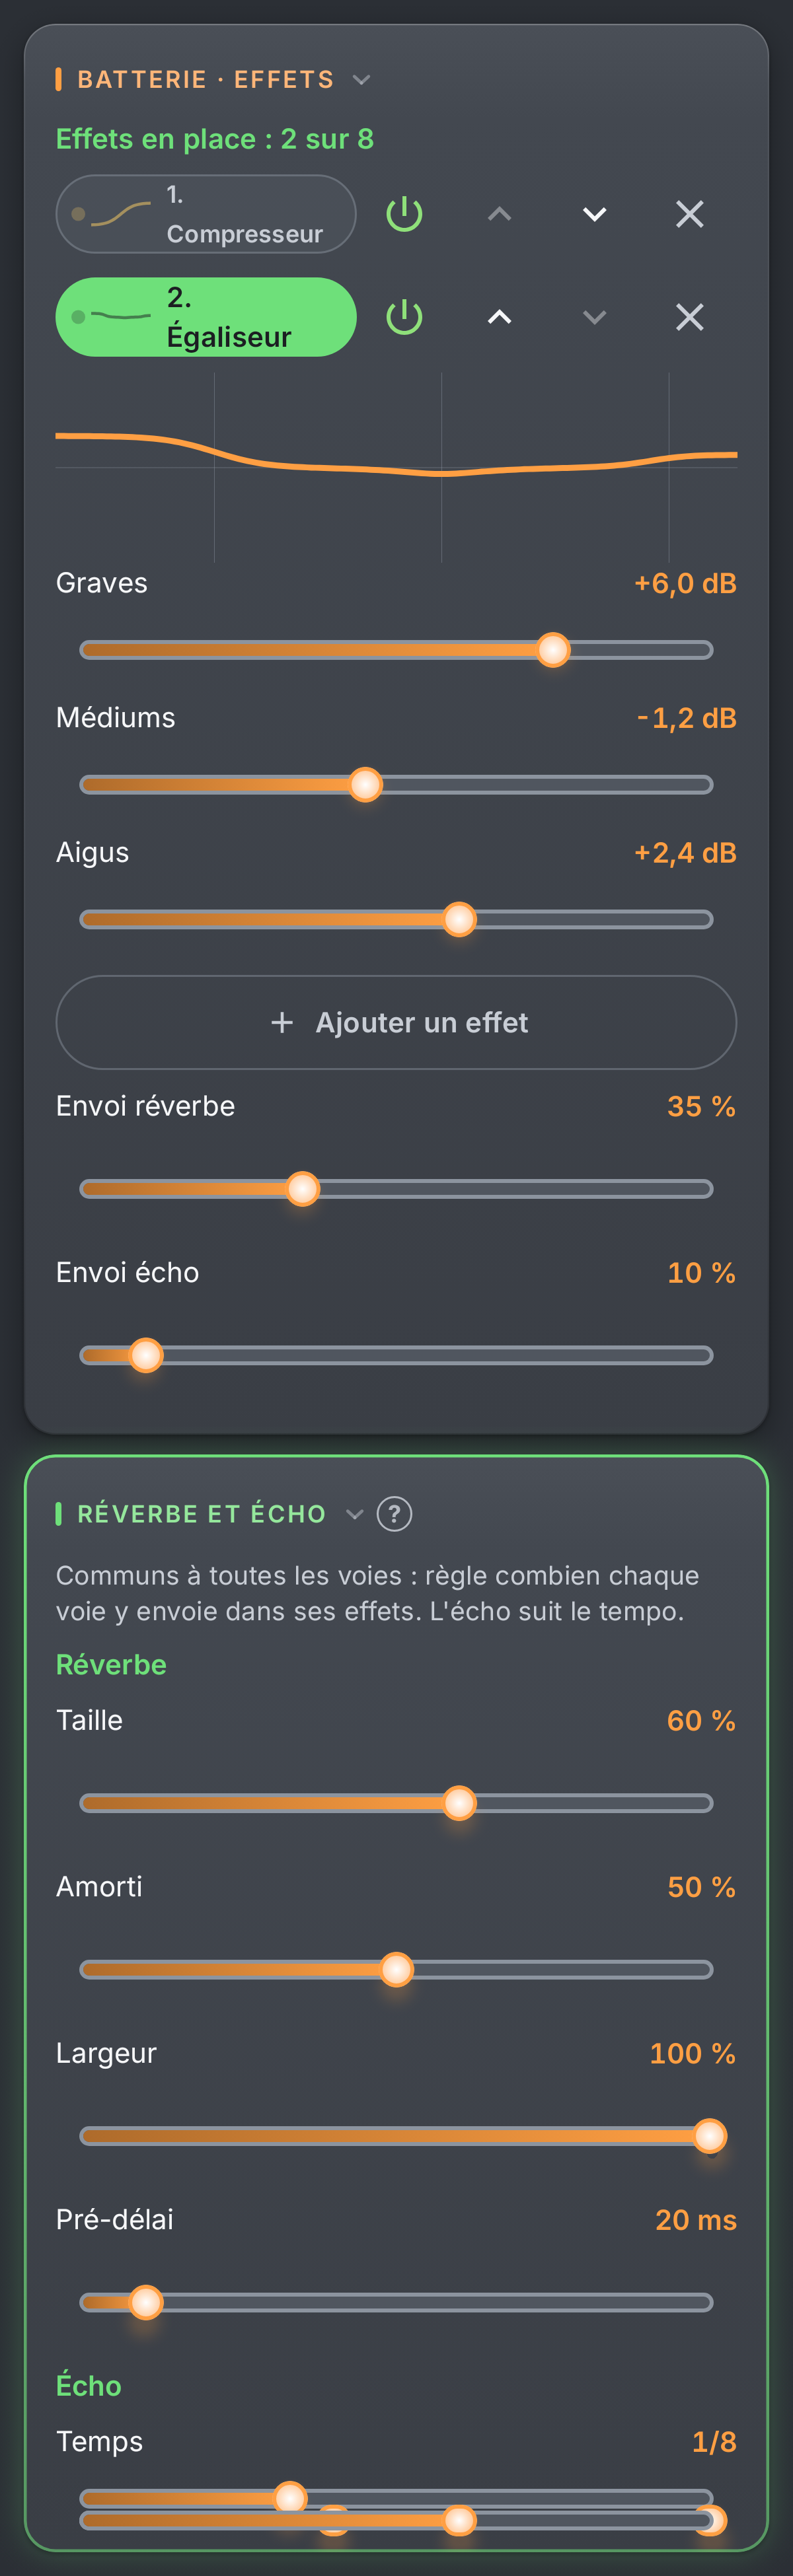 BATTERIE · EFFETS
Effets en place : 2 sur 8
1.
Compresseur
2.
Égaliseur
Graves +6,0 dB
Médiums -1,2 dB
Aigus +2,4 dB
+ Ajouter un effet
Envoi réverbe 35 %
Envoi écho 10 %
RÉVERBE ET ÉCHO ?
Communs à toutes les voies : règle combien chaque
voie y envoie dans ses effets. L'écho suit le tempo.
Réverbe
Taille 60 %
Amorti 50 %
Largeur 100 %
Pré-délai 20 ms
Écho
Temps 1/8